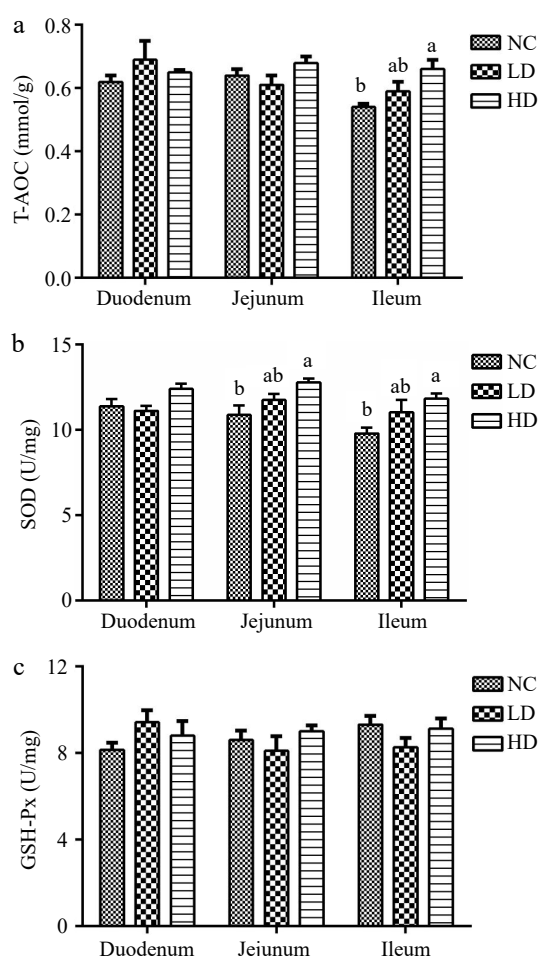 a
T-AOC (mmol/g)
0.8
0.6
0.4
0.2
0.0
b
ab
a
Duodenum
Jejunum
Ileum
NC
LD
HD
b
SOD (U/mg)
15
10
5
0
b
ab
a
b
ab
a
Duodenum
Jejunum
Ileum
NC
LD
HD
c
GSH-Px (U/mg)
12
8
4
0
Duodenum
Jejunum
Ileum
NC
LD
HD